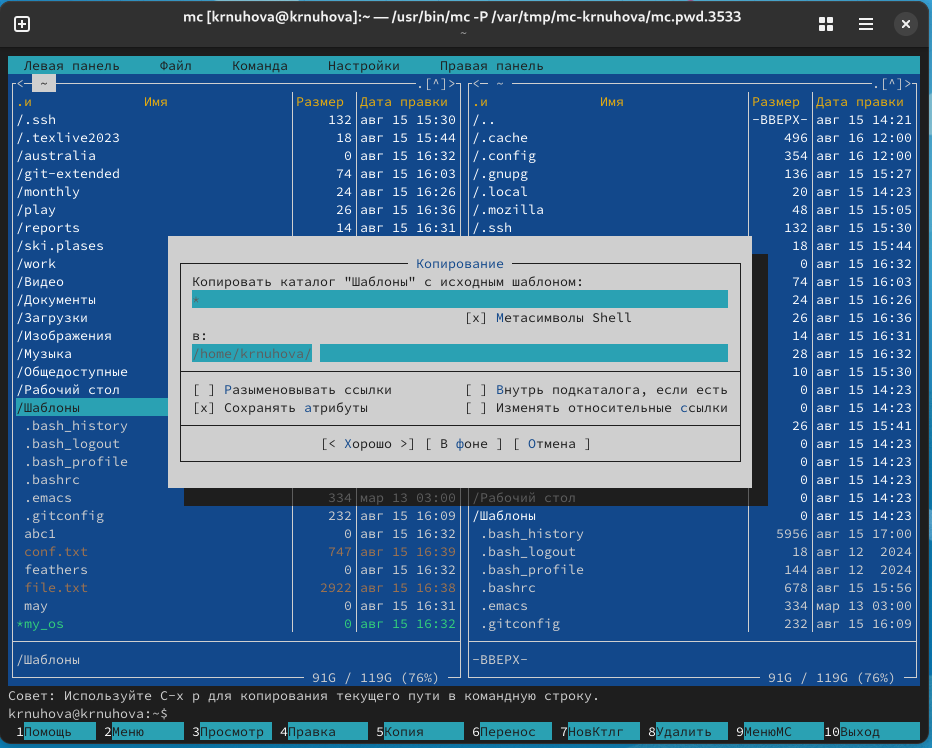 mc [krnuhova@krnuhova]:~ — /usr/bin/mc -P /var/tmp/mc-krnuhova/mc.pwd.3533
~
Левая панель Файл Команда Настройки Правая панель
<— ~ .[^]> <— ~ .[^]>
.и Имя Размер Дата правки .и Имя Размер Дата правки
/.ssh 132 авг 15 15:30 /.. -ВВЕРХ- авг 15 14:21
/.texlive2023 18 авг 15 15:44 /.cache 496 авг 16 12:00
/australia 0 авг 15 16:32 /.config 354 авг 16 12:00
/git-extended 74 авг 15 16:03 /.gnupg 136 авг 15 15:27
/monthly 24 авг 15 16:26 /.local 20 авг 15 14:23
/play 26 авг 15 16:36 /.mozilla 48 авг 15 15:05
/reports 14 авг 15 16:31 /.ssh 132 авг 15 15:30
/ski.plases 18 авг 15 15:44
/work Копирование 0 авг 15 16:32
/Видео Копировать каталог "Шаблоны" с исходным шаблоном: 74 авг 15 16:03
/Документы * 24 авг 15 16:26
/Загрузки [x] Метасимволы Shell 26 авг 15 16:36
/Изображения в: 14 авг 15 16:31
/Музыка /home/krnuhova/ 28 авг 15 16:32
/Общедоступные 10 авг 15 15:30
/Рабочий стол [ ] Разыменовывать ссылки [ ] Внутрь подкаталога, если есть 0 авг 15 14:23
/Шаблоны [x] Сохранять атрибуты [ ] Изменять относительные ссылки 0 авг 15 14:23
.bash_history 26 авг 15 15:41
.bash_logout [< Хорошо >] [ В фоне ] [ Отмена ] 0 авг 15 14:23
.bash_profile 0 авг 15 14:23
.bashrc 0 авг 15 14:23
.emacs 334 мар 13 03:00 /Рабочий стол 0 авг 15 14:23
.gitconfig 232 авг 15 16:09 /Шаблоны 0 авг 15 14:23
abc1 0 авг 15 16:32 .bash_history 5956 авг 15 17:00
conf.txt 747 авг 15 16:39 .bash_logout 18 авг 12 2024
feathers 0 авг 15 16:32 .bash_profile 144 авг 12 2024
file.txt 2922 авг 15 16:38 .bashrc 678 авг 15 15:56
may 0 авг 15 16:31 .emacs 334 мар 13 03:00
*my_os 0 авг 15 16:32 .gitconfig 232 авг 15 16:09
/Шаблоны -ВВЕРХ-
91G / 119G (76%) 91G / 119G (76%)
Совет: Используйте C-x p для копирования текущего пути в командную строку.
krnuhova@krnuhova:~$
1Помощь 2Меню 3Просмотр 4Правка 5Копия 6Перенос 7НовКтлг 8Удалить 9МенюMC 10Выход